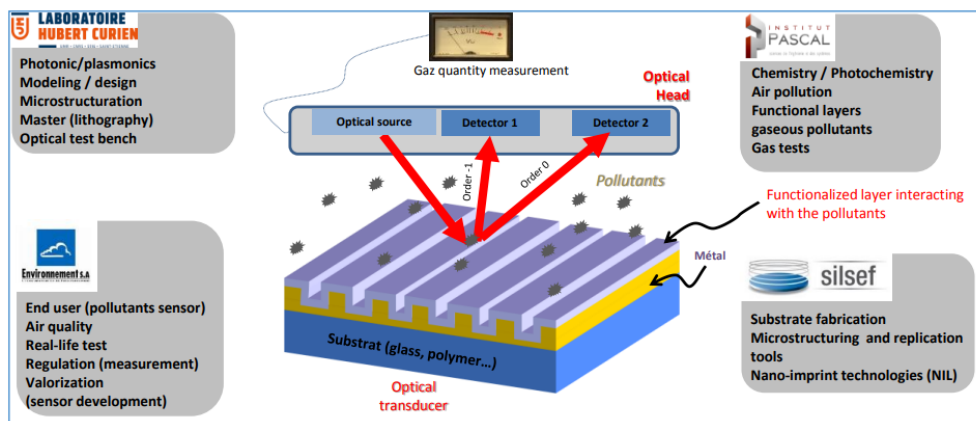 LABORATOIRE
HUBERT CURIEN
Photonic/plasmonics
Modeling / design
Microstructuration
Master (lithography)
Optical test bench
Gaz quantity measurement
Optical
Head
Optical source
Detector 1
Detector 2
Order -1
Order 0
Pollutants
INSTITUT
PASCAL
Chemistry / Photochemistry
Air pollution
Functional layers
gaseous pollutants
Gas tests
Functionalized layer interacting
with the pollutants
Métal
Environnement s.a
End user (pollutants sensor)
Air quality
Real-life test
Regulation (measurement)
Valorization
(sensor development)
Substrat (glass, polymer...)
Optical
transducer
silsef
Substrate fabrication
Microstructuring and replication
tools
Nano-imprint technologies (NIL)